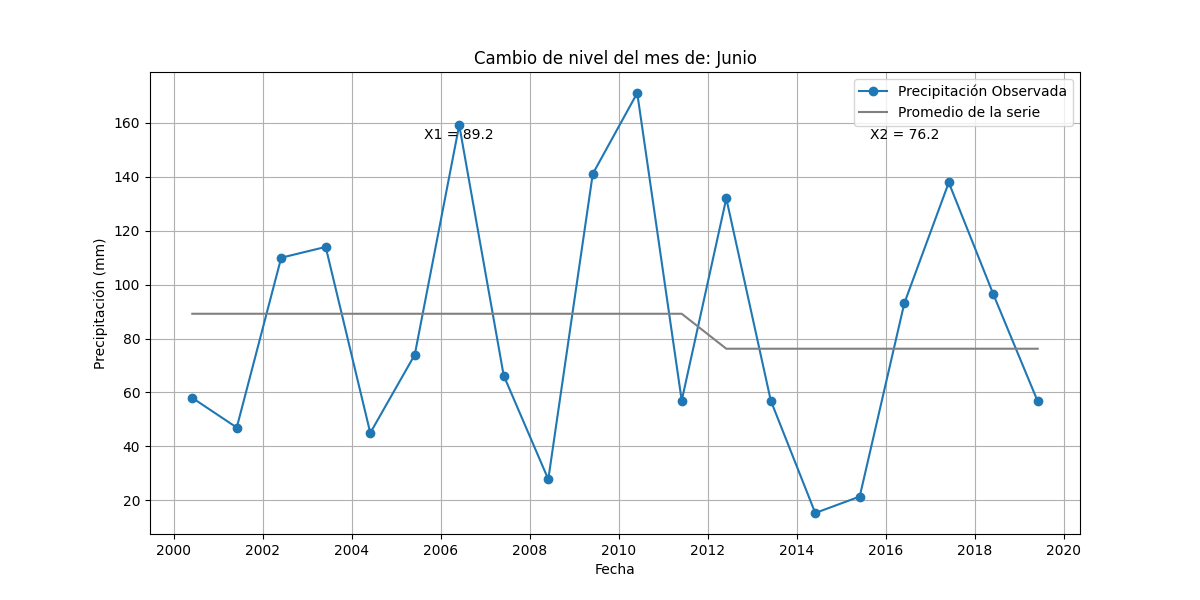 Cambio de nivel del mes de: Junio
Precipitación Observada
Promedio de la serie
X1 = 89.2
X2 = 76.2
Precipitación (mm)
160
140
120
100
80
60
40
20
2000 2002 2004 2006 2008 2010 2012 2014 2016 2018 2020
Fecha